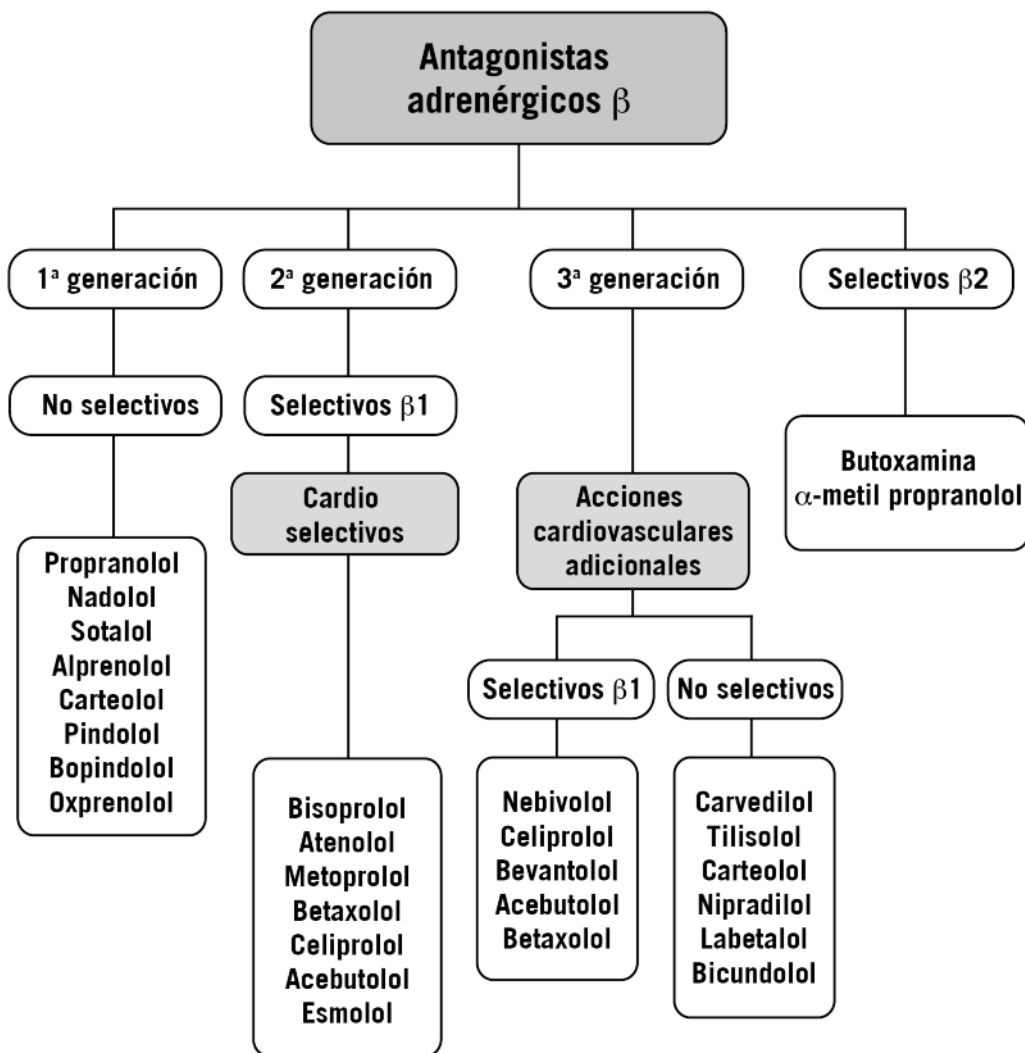 Antagonistas
adrenérgicos β
1ª generación
2ª generación
3ª generación
Selectivos β2
No selectivos
Selectivos β1
Butoxamina
α-metil propranolol
Cardio
selectivos
Acciones
cardiovasculares
adicionales
Propranolol
Nadolol
Sotalol
Alprenolol
Carteolol
Pindolol
Bopindolol
Oxprenolol
Selectivos β1
No selectivos
Bisoprolol
Atenolol
Metoprolol
Betaxolol
Celiprolol
Acebutolol
Esmolol
Nebivolol
Celiprolol
Bevantolol
Acebutolol
Betaxolol
Carvedilol
Tilisolol
Carteolol
Nipradilol
Labetalol
Bicundolol